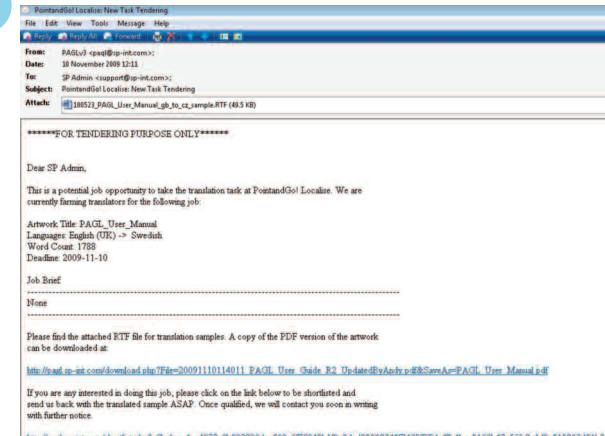 PointandGo! Localise: New Task Tendering
File Edit View Tools Message Help
Reply Reply All Forward
From: PAGLv3 <paql@sp-int.com>;
Date: 10 November 2009 12:11
To: SP Admin <support@sp-int.com>;
Subject: PointandGo! Localise: New Task Tendering
Attach: 180523_PAGL_User_Manual_gb_to_cz_sample.RTF (49.5 KB)
******FOR TENDERING PURPOSE ONLY******
Dear SP Admin,
This is a potential job opportunity to take the translation task at PointandGo! Localise. We are
currently farming translators for the following job:
Artwork Title: PAGL_User_Manual
Languages: English (UK) -> Swedish
Word Count: 1788
Deadline: 2009-11-10
Job Brief:
None
Please find the attached RTF file for translation samples. A copy of the PDF version of the artwork
can be downloaded at:
http://pagl.sp-int.com/download.php?File=20091110114011_PAGL_User_Guide_R2_UpdatedByAndy.pdf&SaveAs=PAGL_User_Manual.pdf
If you are any interested in doing this job, please click on the link below to be shortlisted and
send us back with the translated sample ASAP. Once qualified, we will contact you soon in writing
with further notice.